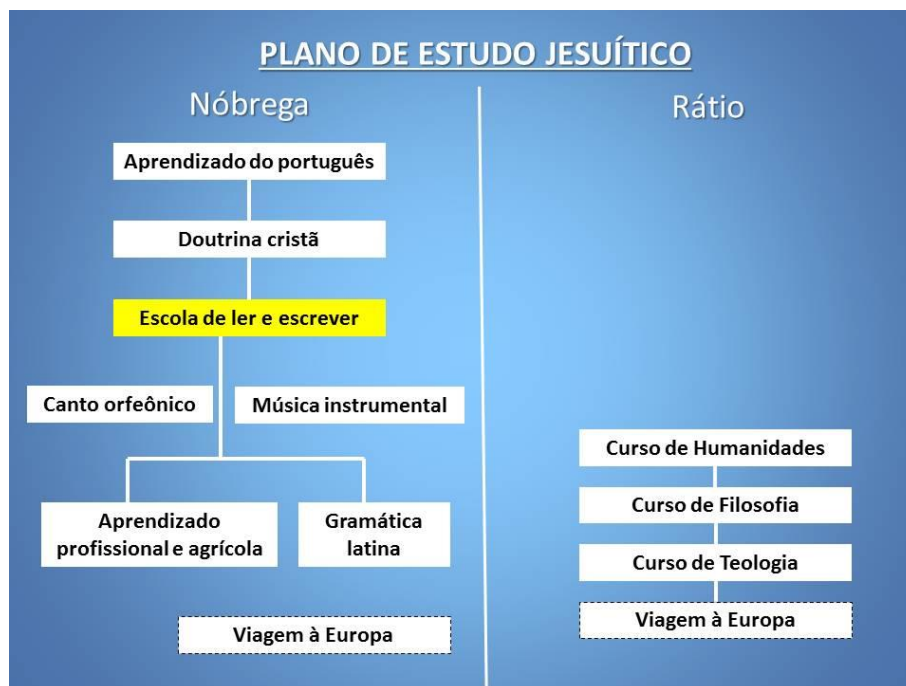 PLANO DE ESTUDO JESUÍTICO
Nóbrega
Aprendizado do português
Doutrina cristã
Escola de ler e escrever
Canto orfeônico
Música instrumental
Aprendizado
profissional e agrícola
Gramática
latina
Viagem à Europa
Rátio
Curso de Humanidades
Curso de Filosofia
Curso de Teologia
Viagem à Europa